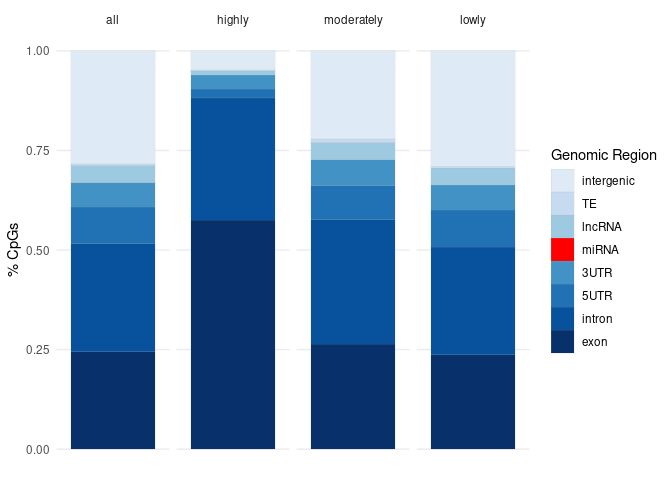 all highly moderately lowly
1.00
0.75
0.50
0.25
0.00
% CpGs
Genomic Region
intergenic
TE
lncRNA
miRNA
3UTR
5UTR
intron
exon